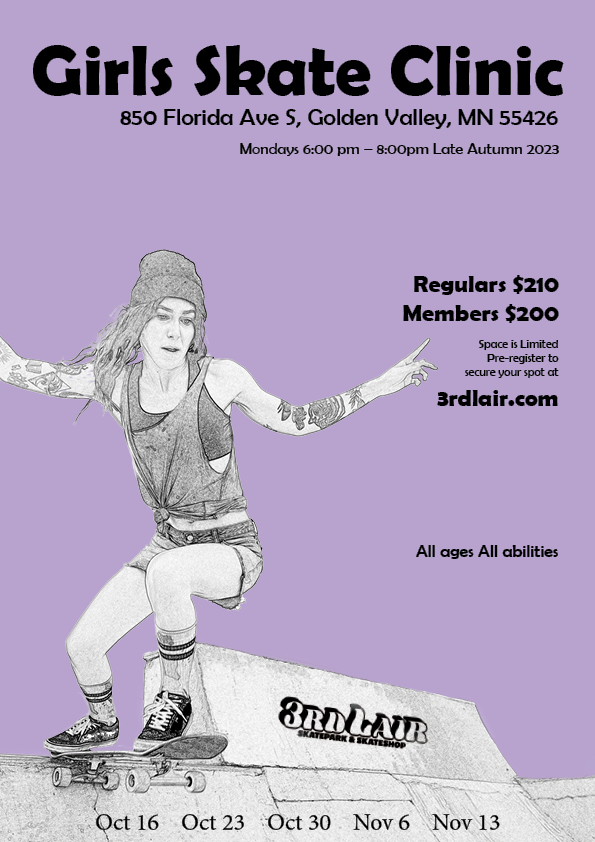 Girls Skate Clinic
850 Florida Ave S, Golden Valley, MN 55426
Mondays 6:00 pm – 8:00pm Late Autumn 2023
Regulars $210
Members $200
Space is Limited
Pre-register to
secure your spot at
3rdlair.com
All ages All abilities
3RD LAIR
SKATEPARK & SKATESHOP
Oct 16 Oct 23 Oct 30 Nov 6 Nov 13